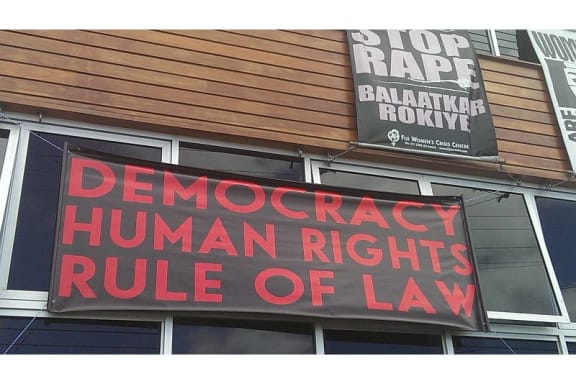 STOP
RAPE
BALAATKAR
ROKIYE
FIJI WOMEN'S CRISIS CENTRE
DEMOCRACY
HUMAN RIGHTS
RULE OF LAW